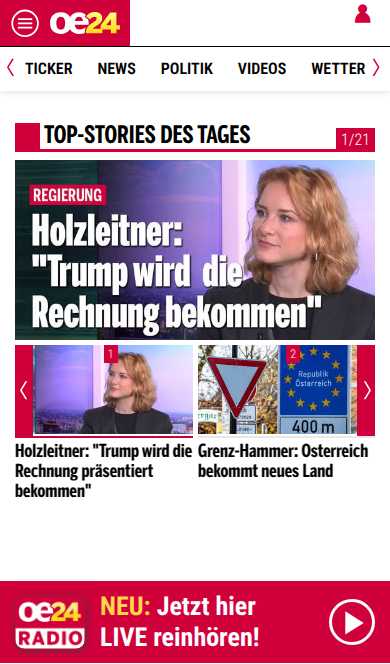 oe24
TICKER NEWS POLITIK VIDEOS WETTER
TOP-STORIES DES TAGES
1/21
REGIERUNG
Holzleitner:
"Trump wird die
Rechnung bekommen"
1
2
Republik
Österreich
400 m
Holzleitner: "Trump wird die
Rechnung präsentiert
bekommen"
Grenz-Hammer: Österreich
bekommt neues Land
oe24
RADIO
NEU: Jetzt hier
LIVE reinhören!